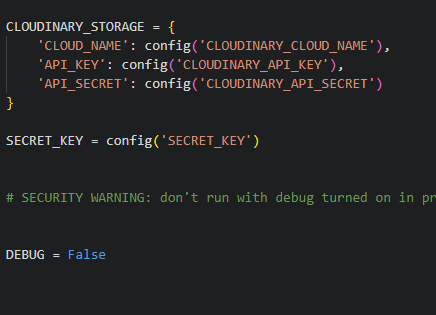 CLOUDINARY_STORAGE = {
    'CLOUD_NAME': config('CLOUDINARY_CLOUD_NAME'),
    'API_KEY': config('CLOUDINARY_API_KEY'),
    'API_SECRET': config('CLOUDINARY_API_SECRET')
}
SECRET_KEY = config('SECRET_KEY')
# SECURITY WARNING: don't run with debug turned on in pr
DEBUG = False